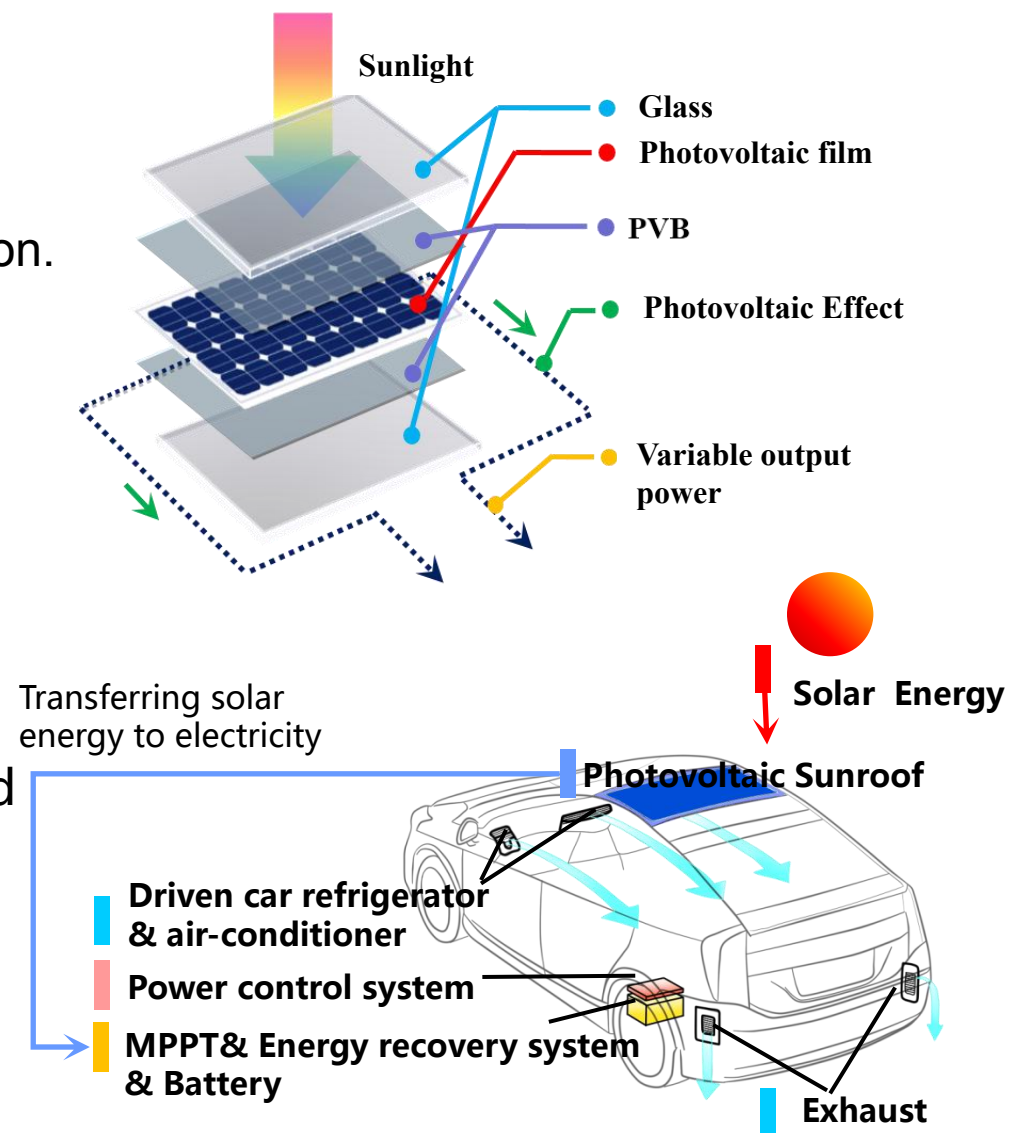 Sunlight
Glass
Photovoltaic film
PVB
on.
Photovoltaic Effect
Variable output
power
Solar Energy
Transferring solar
energy to electricity
d
Photovoltaic Sunroof
Driven car refrigerator
& air-conditioner
Power control system
MPPT& Energy recovery system
& Battery
Exhaust